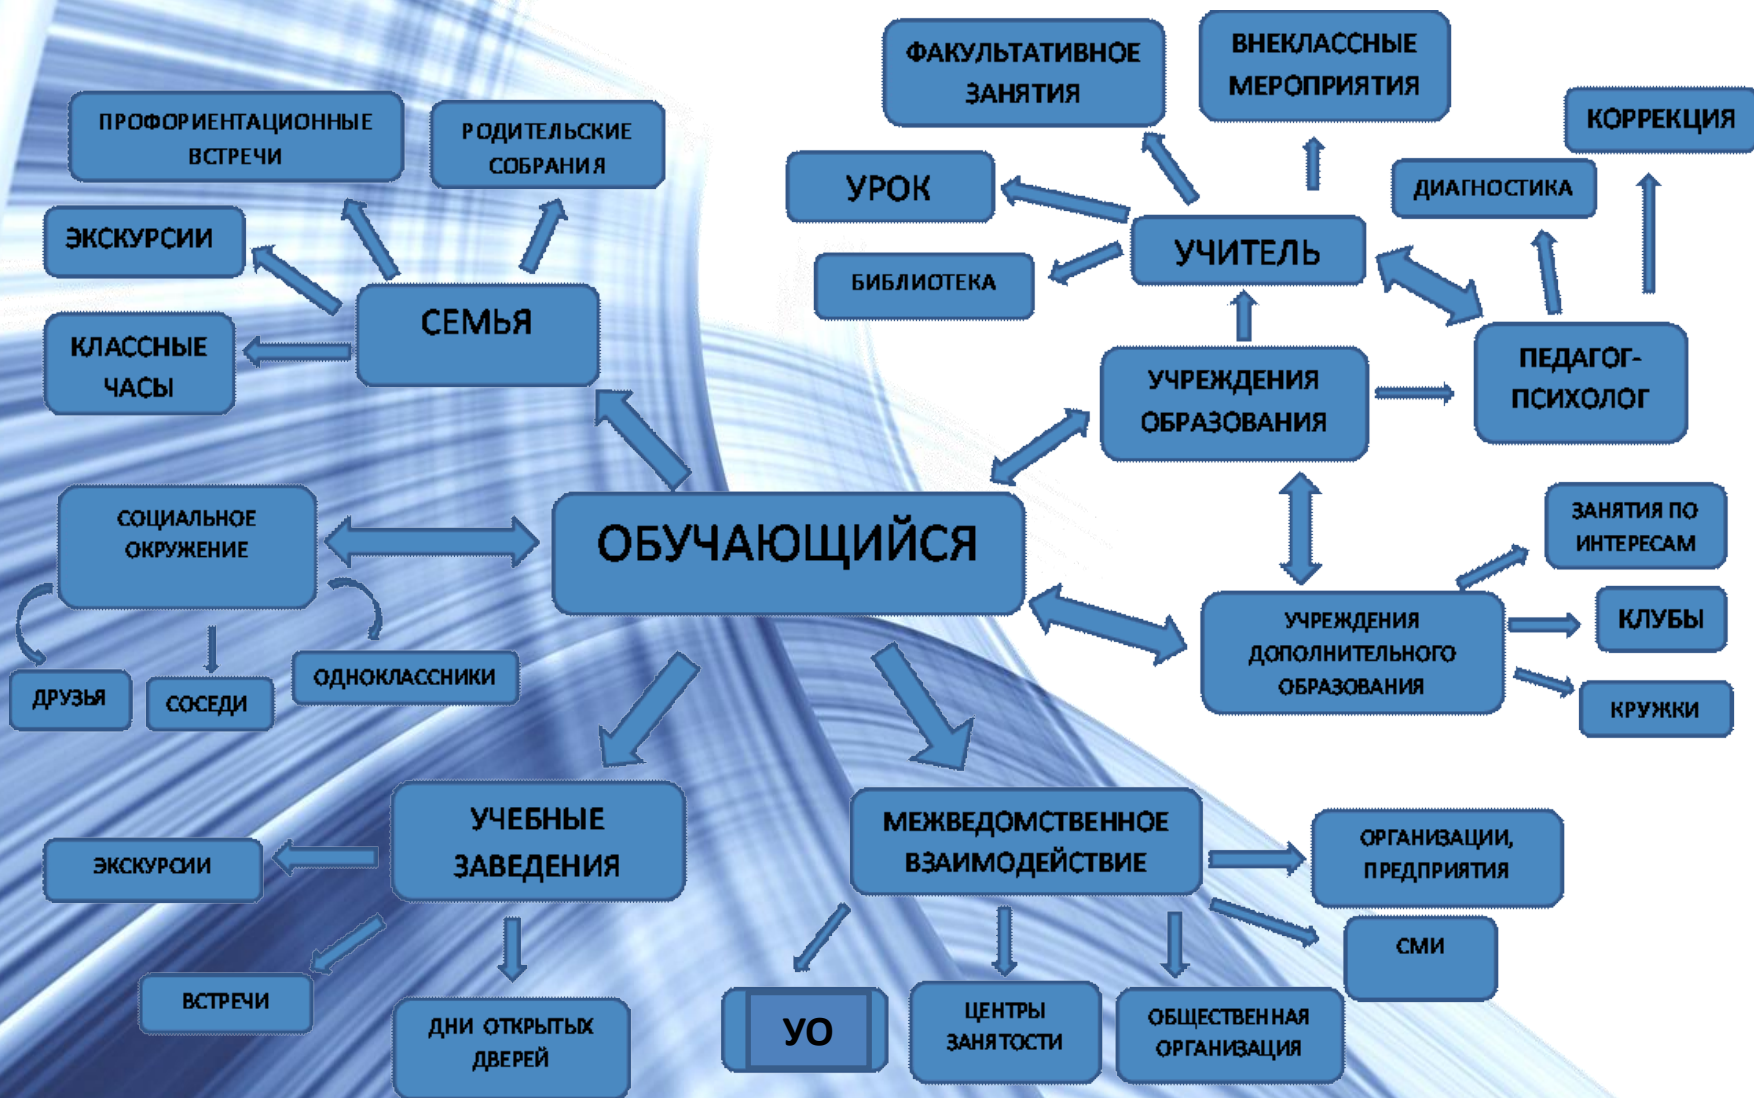 ФАКУЛЬТАТИВНОЕ
ЗАНЯТИЯ
ВНЕКЛАССНЫЕ
МЕРОПРИЯТИЯ
КОРРЕКЦИЯ
ПРОФОРИЕНТАЦИОННЫЕ
ВСТРЕЧИ
РОДИТЕЛЬСКИЕ
СОБРАНИЯ
УРОК
ДИАГНОСТИКА
ЭКСКУРСИИ
УЧИТЕЛЬ
БИБЛИОТЕКА
СЕМЬЯ
КЛАССНЫЕ
ЧАСЫ
УЧРЕЖДЕНИЯ
ОБРАЗОВАНИЯ
ПЕДАГОГ-
ПСИХОЛОГ
СОЦИАЛЬНОЕ
ОКРУЖЕНИЕ
ОБУЧАЮЩИЙСЯ
ЗАНЯТИЯ ПО
ИНТЕРЕСАМ
КЛУБЫ
УЧРЕЖДЕНИЯ
ДОПОЛНИТЕЛЬНОГО
ОБРАЗОВАНИЯ
КРУЖКИ
ДРУЗЬЯ
СОСЕДИ
ОДНОКЛАССНИКИ
УЧЕБНЫЕ
ЗАВЕДЕНИЯ
МЕЖВЕДОМСТВЕННОЕ
ВЗАИМОДЕЙСТВИЕ
ОРГАНИЗАЦИИ,
ПРЕДПРИЯТИЯ
ЭКСКУРСИИ
СМИ
ВСТРЕЧИ
ДНИ ОТКРЫТЫХ
ДВЕРЕЙ
УО
ЦЕНТРЫ
ЗАНЯТОСТИ
ОБЩЕСТВЕННАЯ
ОРГАНИЗАЦИЯ